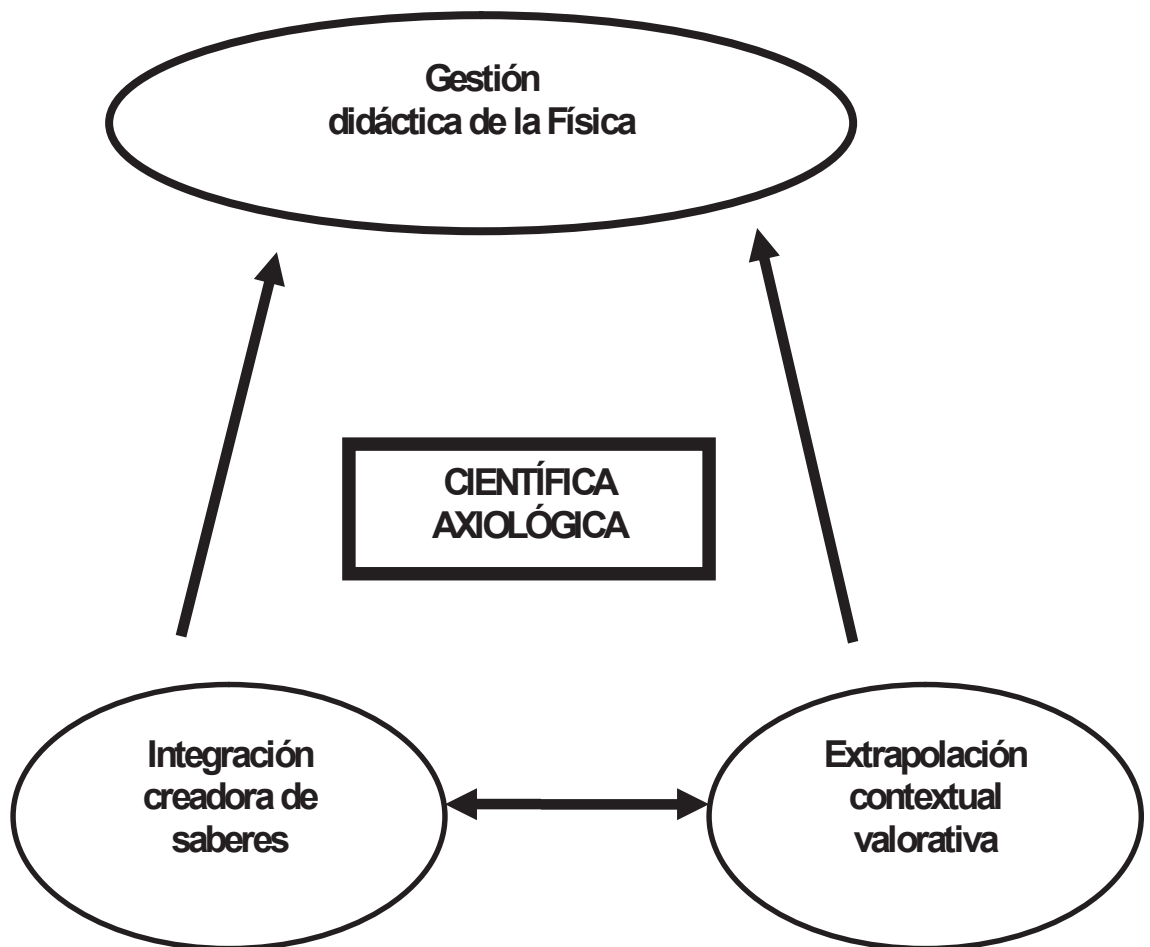 Gestión
didáctica de la Física
CIENTÍFICA
AXIOLÓGICA
Integración
creadora de
saberes
Extrapolación
contextual
valorativa